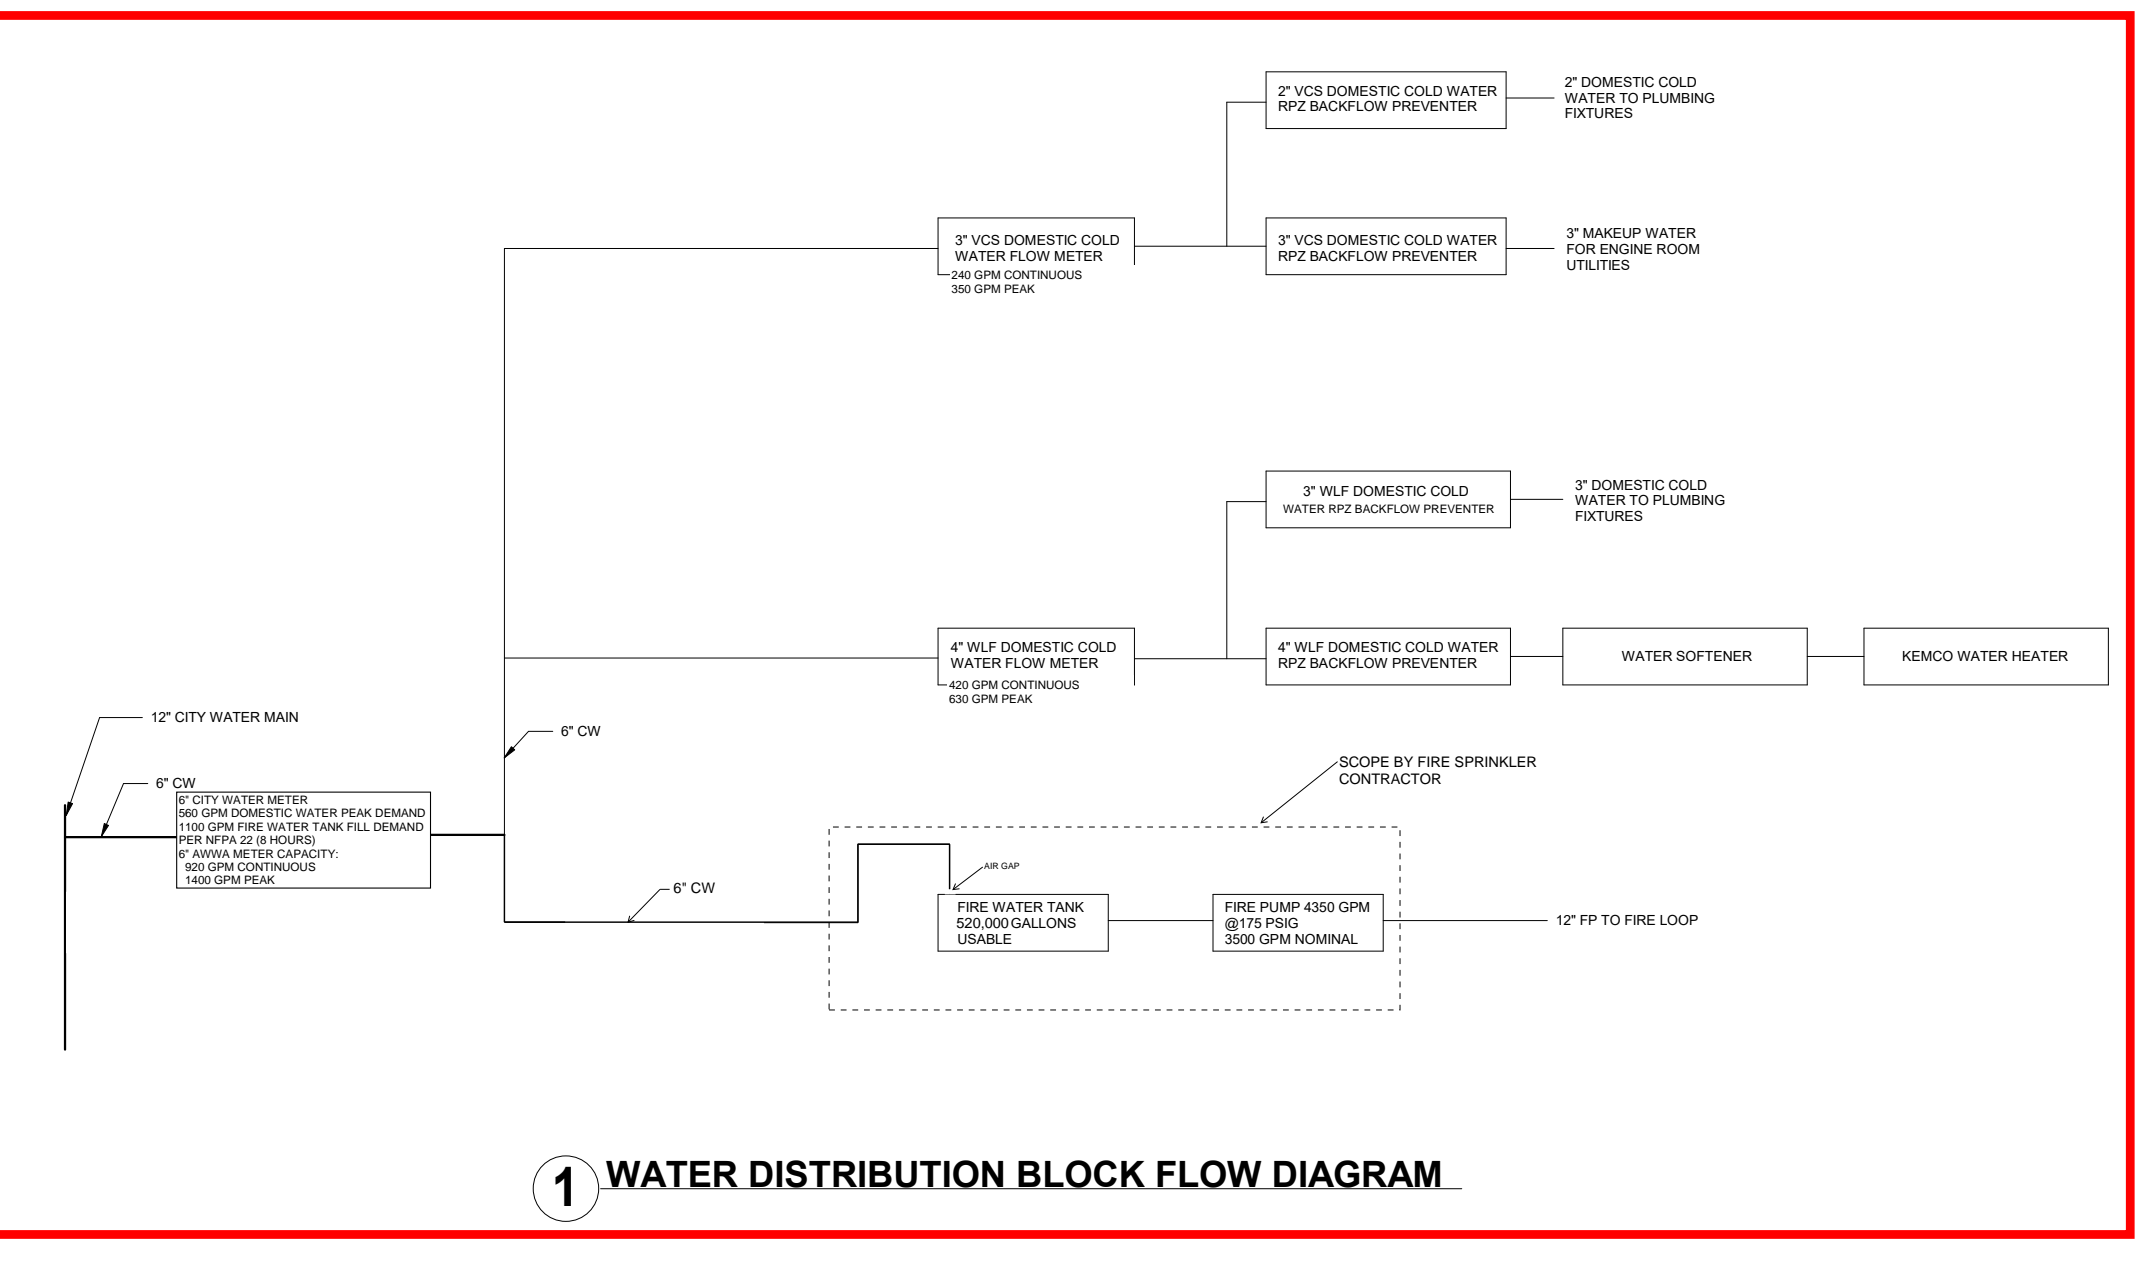 2" VCS DOMESTIC COLD WATER
RPZ BACKFLOW PREVENTER
2" DOMESTIC COLD
WATER TO PLUMBING
FIXTURES
3" VCS DOMESTIC COLD
WATER FLOW METER
240 GPM CONTINUOUS
350 GPM PEAK
3" VCS DOMESTIC COLD WATER
RPZ BACKFLOW PREVENTER
3" MAKEUP WATER
FOR ENGINE ROOM
UTILITIES
3" WLF DOMESTIC COLD
WATER RPZ BACKFLOW PREVENTER
3" DOMESTIC COLD
WATER TO PLUMBING
FIXTURES
4" WLF DOMESTIC COLD
WATER FLOW METER
420 GPM CONTINUOUS
630 GPM PEAK
4" WLF DOMESTIC COLD WATER
RPZ BACKFLOW PREVENTER
WATER SOFTENER
KEMCO WATER HEATER
12" CITY WATER MAIN
6" CW
6" CW
6" CITY WATER METER
560 GPM DOMESTIC WATER PEAK DEMAND
1100 GPM FIRE WATER TANK FILL DEMAND
PER NFPA 22 (8 HOURS)
6" AWWA METER CAPACITY:
920 GPM CONTINUOUS
1400 GPM PEAK
SCOPE BY FIRE SPRINKLER
CONTRACTOR
6" CW
AIR GAP
FIRE WATER TANK
520,000 GALLONS
USABLE
FIRE PUMP 4350 GPM
@175 PSIG
3500 GPM NOMINAL
12" FP TO FIRE LOOP
1 WATER DISTRIBUTION BLOCK FLOW DIAGRAM